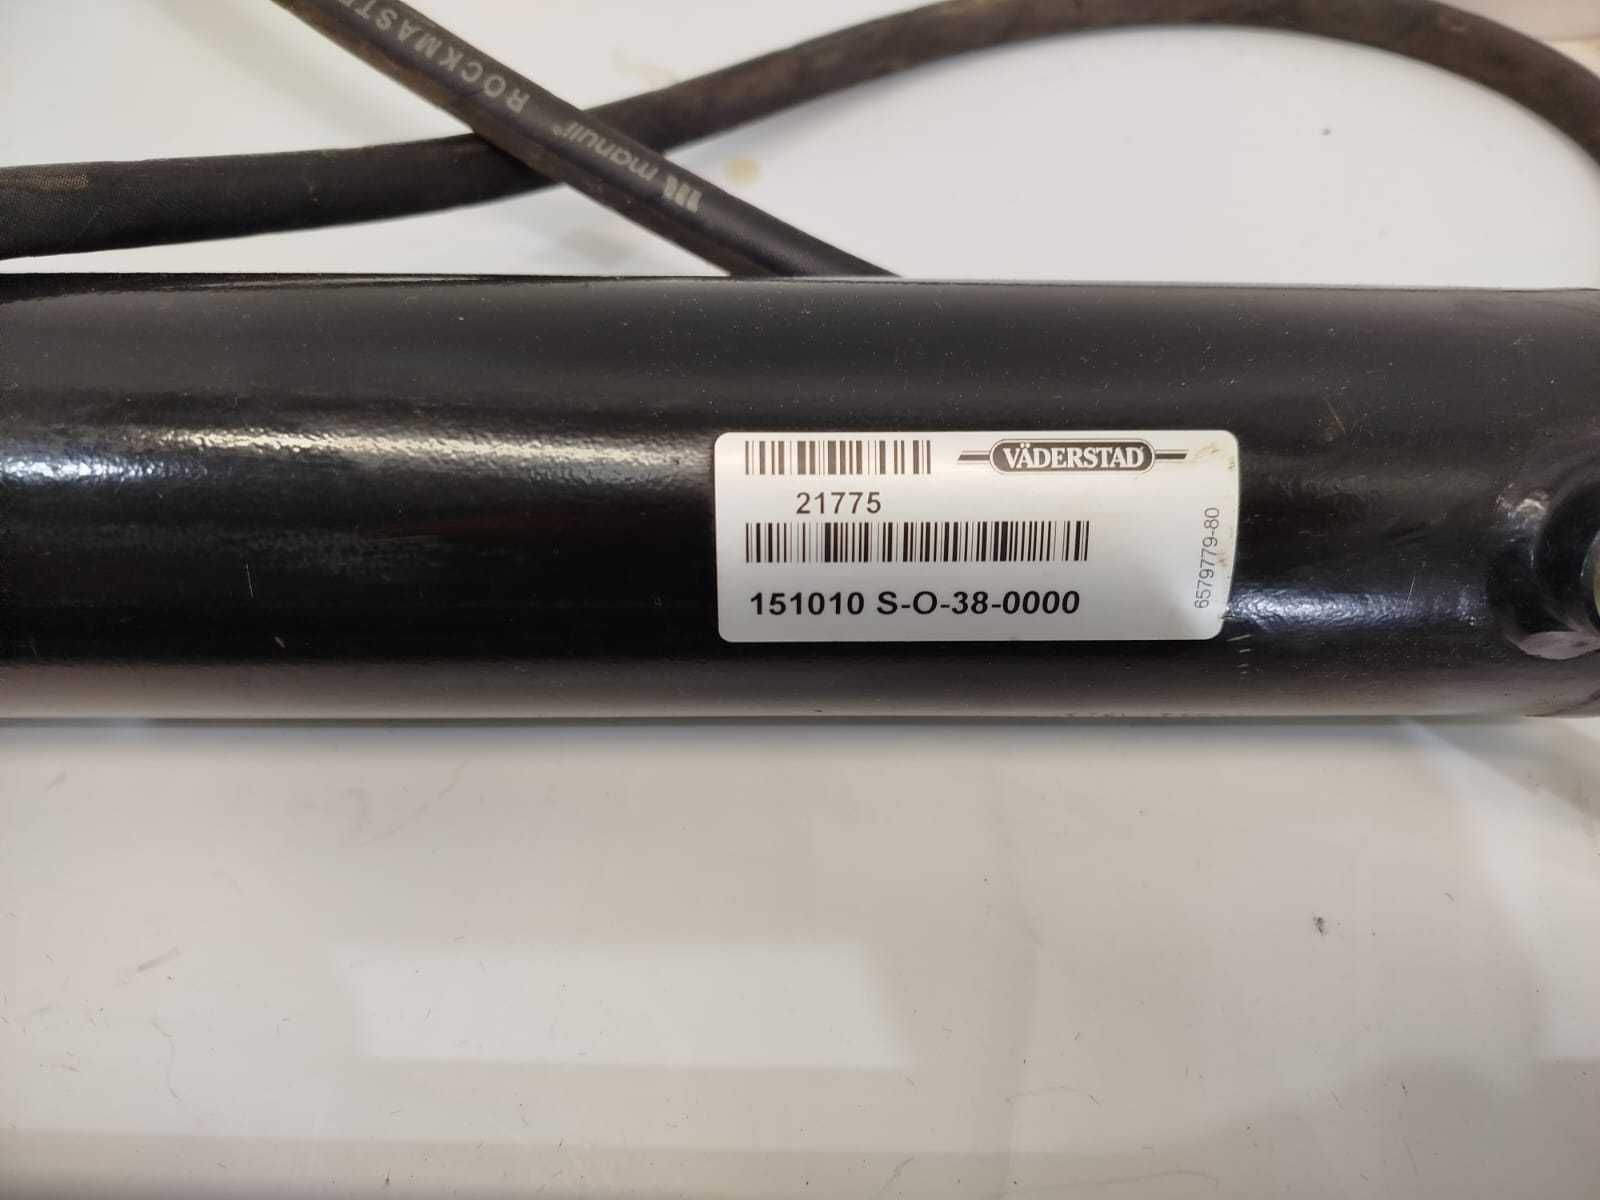 ROCKMAST
manuli®
VÄDERSTAD
21775
151010 S-O-38-0000
6579779-80